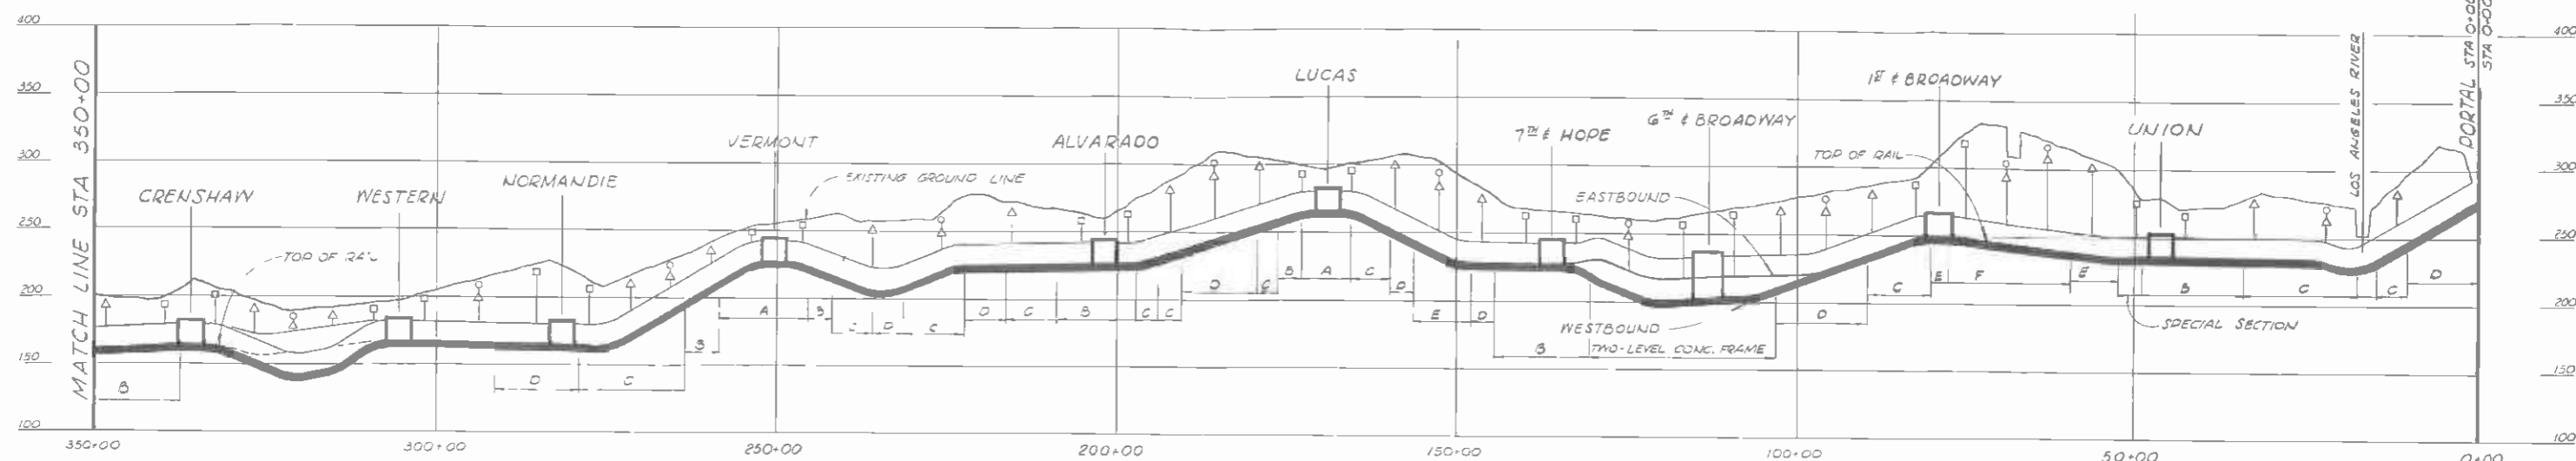 400
350
300
250
200
150
100
MATCH LINE STA 350+00
CRENSHAW
TOP OF RAIL
WESTERN
NORMANDIE
VERMONT
EXISTING GROUND LINE
ALVARADO
LUCAS
7TH & HOPE
6TH & BROADWAY
EASTBOUND
TOP OF RAIL
1ST & BROADWAY
UNION
LOS ANGELES RIVER
PORTAL STA 0+00
STA 0+00
400
350
300
250
200
150
100
B
D
C
B
A
B
C
D
C
D
C
B
C
C
D
C
B
A
C
D
E
D
B
WESTBOUND
TWO-LEVEL CONC. FRAME
D
C
E
F
E
B
C
C
D
SPECIAL SECTION
350+00
300+00
250+00
200+00
150+00
100+00
50+00
0+00